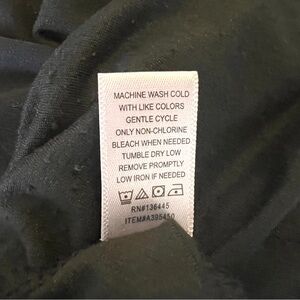 MACHINE WASH COLD
WITH LIKE COLORS
GENTLE CYCLE
ONLY NON-CHLORINE
BLEACH WHEN NEEDED
TUMBLE DRY LOW
REMOVE PROMPTLY
LOW IRON IF NEEDED
RN#136445
ITEM#A395450